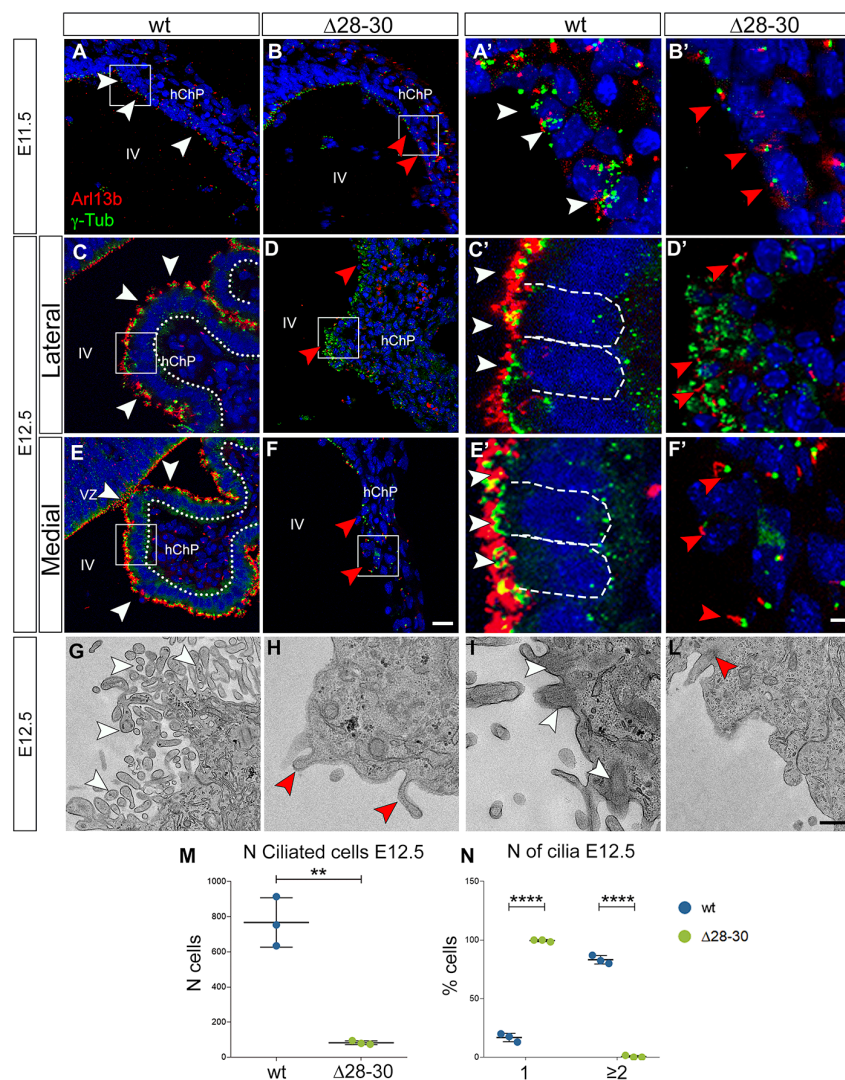 wt Δ28-30 wt Δ28-30
E11.5
A hChP IV Arl13b γ-Tub
B hChP IV
A'
B'
E12.5
Lateral
C IV hChP
D IV hChP
C'
D'
Medial
E VZ IV hChP
F IV hChP
E'
F'
E12.5
G H I L
M N Ciliated cells E12.5
**
N cells
1000
800
600
400
200
0
wt Δ28-30
N N of cilia E12.5
**** ****
% cells
150
100
50
0
1 ≥2
wt
Δ28-30